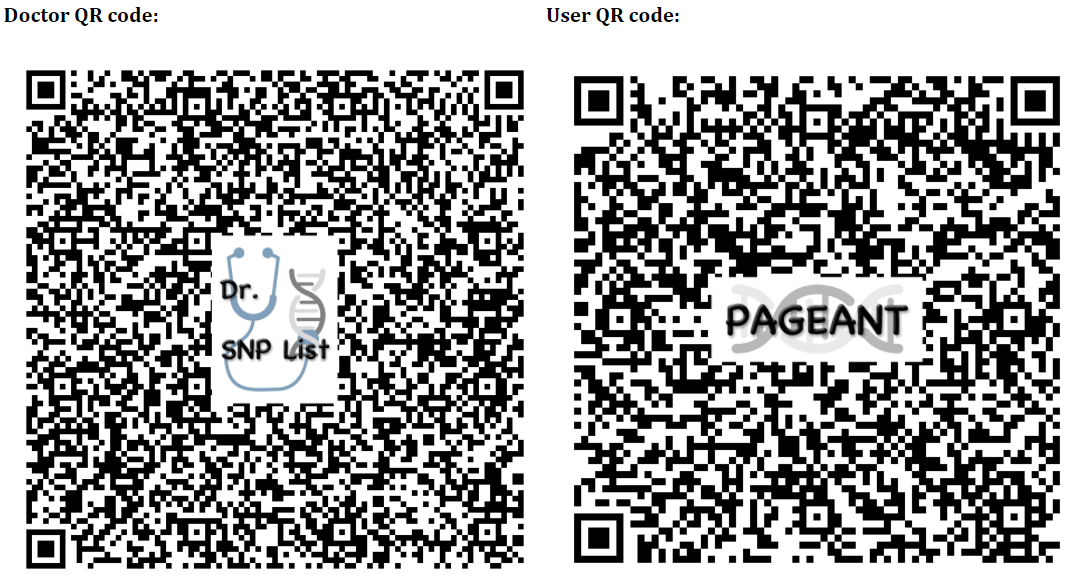 Doctor QR code:
User QR code:
Dr.
SNP List
PAGEANT